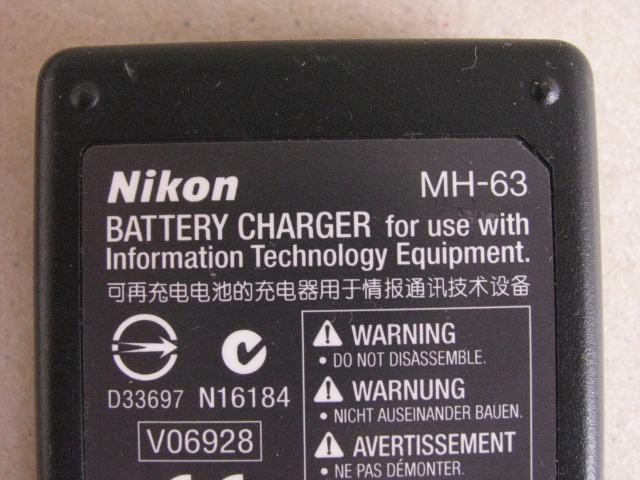 Nikon MH-63
BATTERY CHARGER for use with
Information Technology Equipment.
可再充电电池的充电器用于情报通讯技术设备
D33697 N16184
V06928
WARNING
• DO NOT DISASSEMBLE.
WARNUNG
• NICHT AUSEINANDER BAUEN.
AVERTISSEMENT
• NE PAS DÉMONTER.